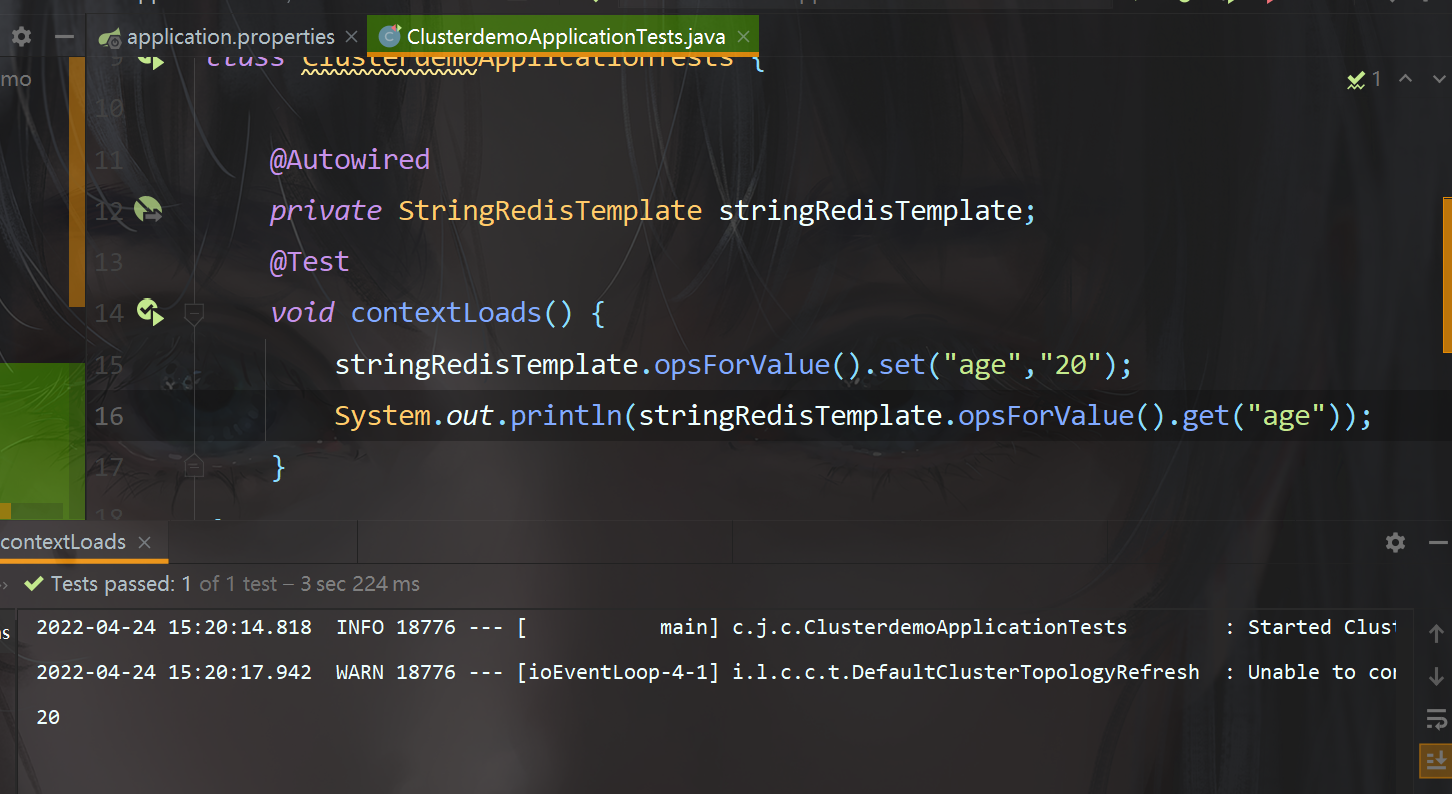 application.properties ClusterdemoApplicationTests.java
9 class ClusterdemoApplicationTests {
mo 1
10
11 @Autowired
12 private StringRedisTemplate stringRedisTemplate;
13 @Test
14 void contextLoads() {
15 stringRedisTemplate.opsForValue().set("age","20");
16 System.out.println(stringRedisTemplate.opsForValue().get("age"));
17 }
18
contextLoads
Tests passed: 1 of 1 test – 3 sec 224 ms
2022-04-24 15:20:14.818 INFO 18776 --- [ main] c.j.c.ClusterdemoApplicationTests : Started Clust
2022-04-24 15:20:17.942 WARN 18776 --- [ioEventLoop-4-1] i.l.c.c.t.DefaultClusterTopologyRefresh : Unable to con
20